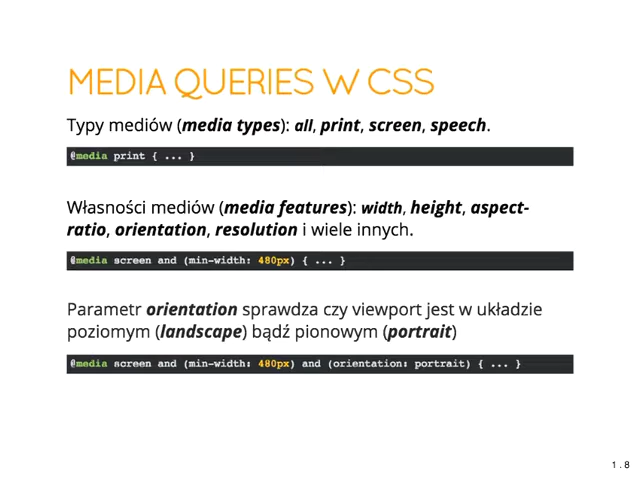 MEDIA QUERIES W CSS
Typy mediów (media types): all, print, screen, speech.
@media print { ... }
Własności mediów (media features): width, height, aspect-
ratio, orientation, resolution i wiele innych.
@media screen and (min-width: 480px) { ... }
Parametr orientation sprawdza czy viewport jest w układzie
poziomym (landscape) bądź pionowym (portrait)
@media screen and (min-width: 480px) and (orientation: portrait) { ... }
1 . 8